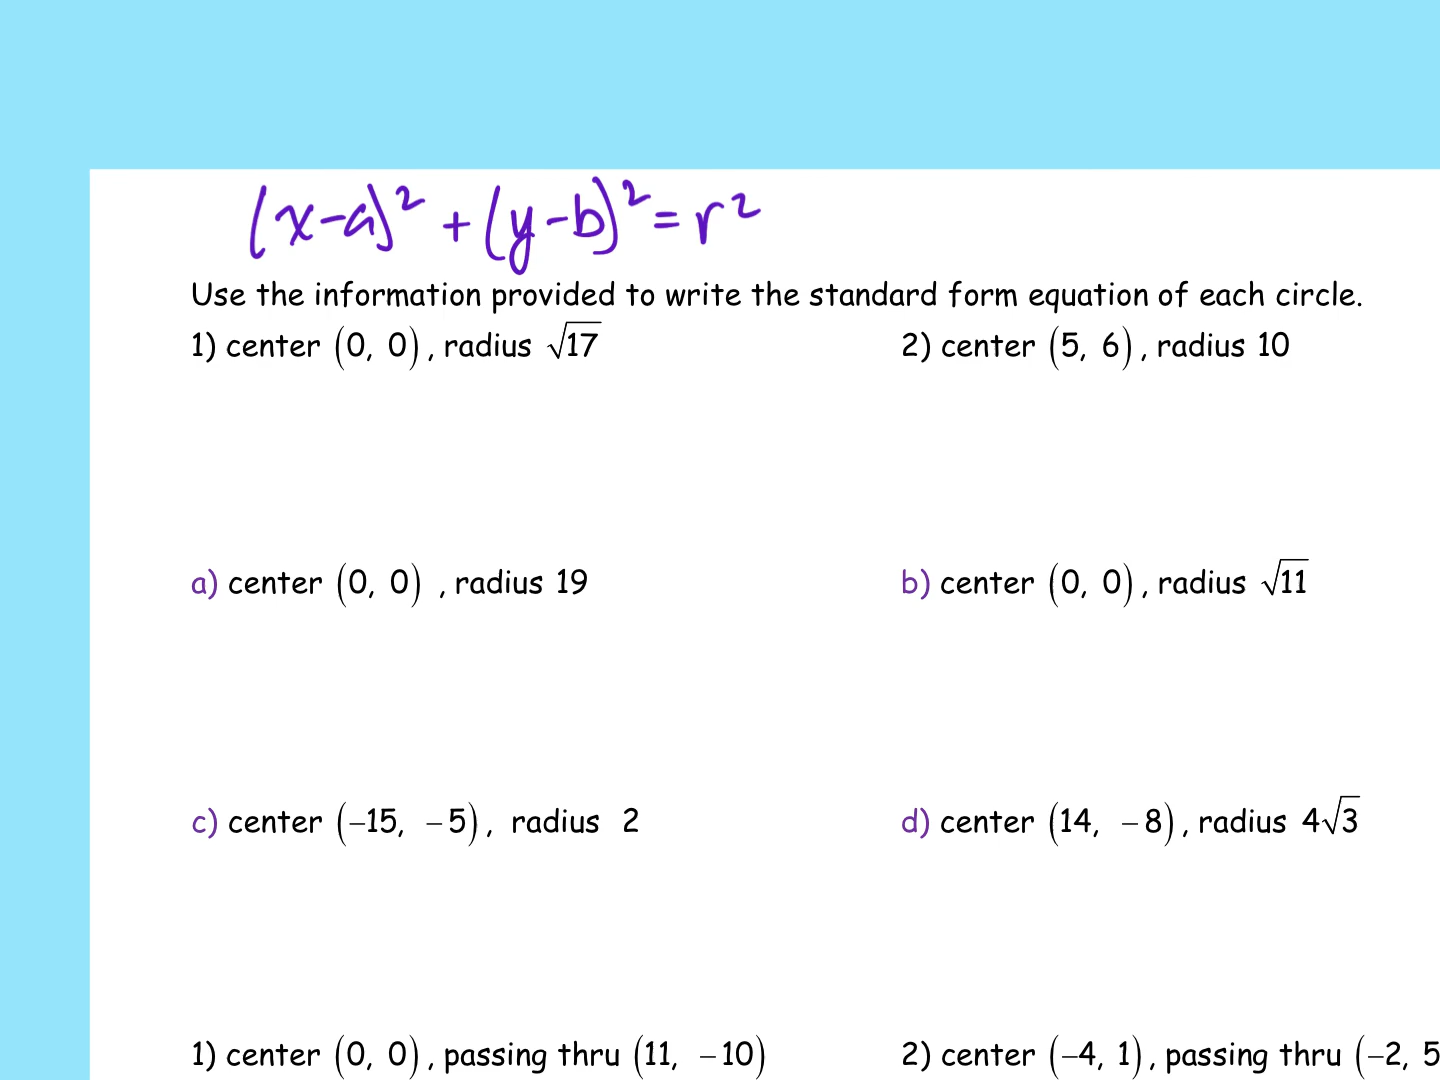 (x-a)² + (y-b)² = r²
Use the information provided to write the standard form equation of each circle.
1) center (0, 0), radius √17
2) center (5, 6), radius 10
a) center (0, 0) , radius 19
b) center (0, 0), radius √11
c) center (−15, −5), radius 2
d) center (14, −8), radius 4√3
1) center (0, 0), passing thru (11, −10)
2) center (−4, 1), passing thru (−2, 5